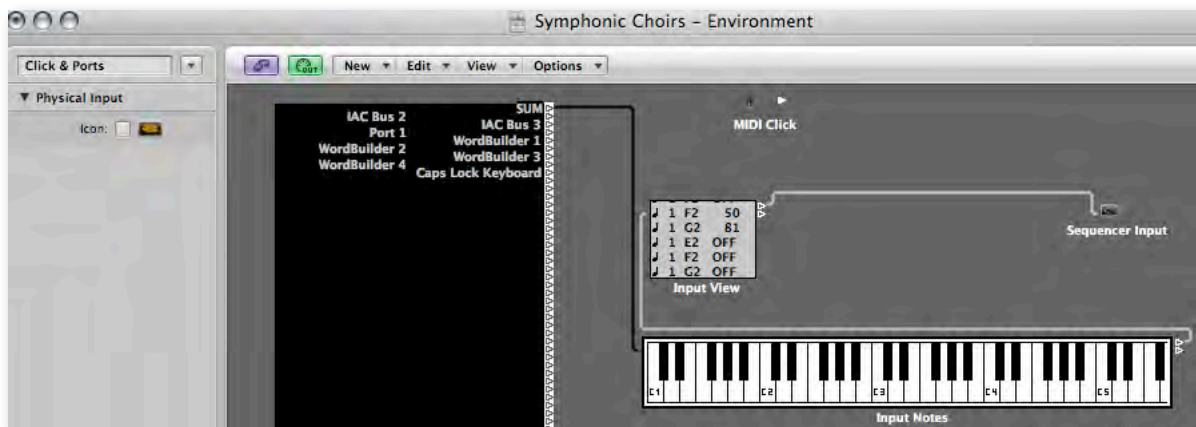 Symphonic Choirs – Environment
Click & Ports
OUT
New Edit View Options
Physical Input
Icon:
SUM
IAC Bus 2
IAC Bus 3
Port 1
WordBuilder 1
WordBuilder 2
WordBuilder 3
WordBuilder 4
Caps Lock Keyboard
MIDI Click
1 F2 50
1 G2 81
1 E2 OFF
1 F2 OFF
1 G2 OFF
Input View
Sequencer Input
C1 C2 C3 C4 C5
Input Notes